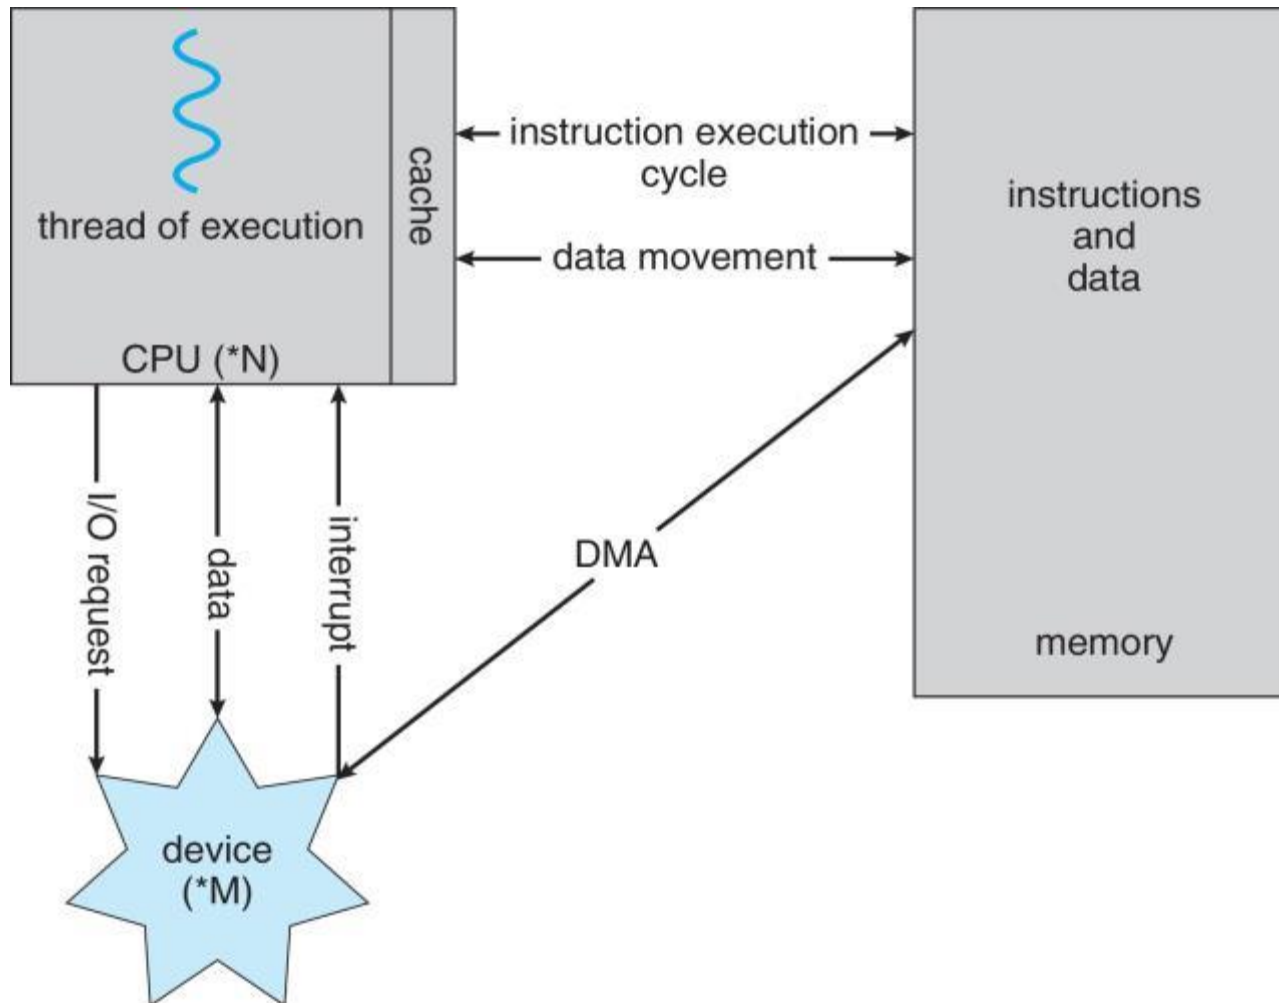 thread of execution
CPU (*N)
cache
instruction execution
cycle
data movement
instructions
and
data
memory
I/O request
data
interrupt
DMA
device
(*M)